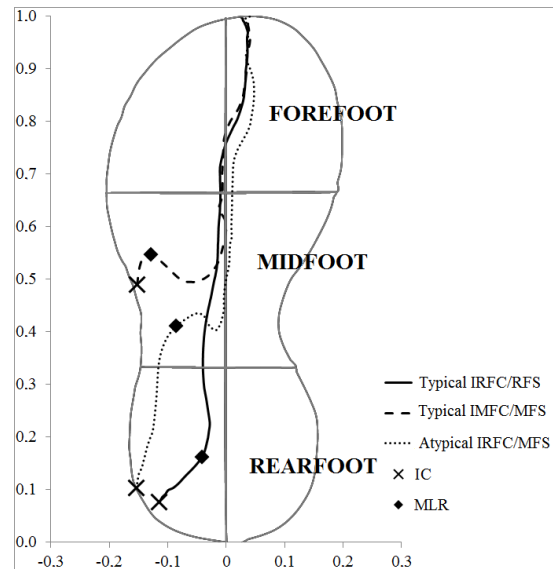 1.0
0.9
FOREFOOT
0.8
0.7
0.6
MIDFOOT
0.5
0.4
0.3
Typical IRFC/RFS
Typical IMFC/MFS
0.2
Atypical IRFC/MFS
REARFOOT
IC
0.1
MLR
0.0
-0.3 -0.2 -0.1 0 0.1 0.2 0.3